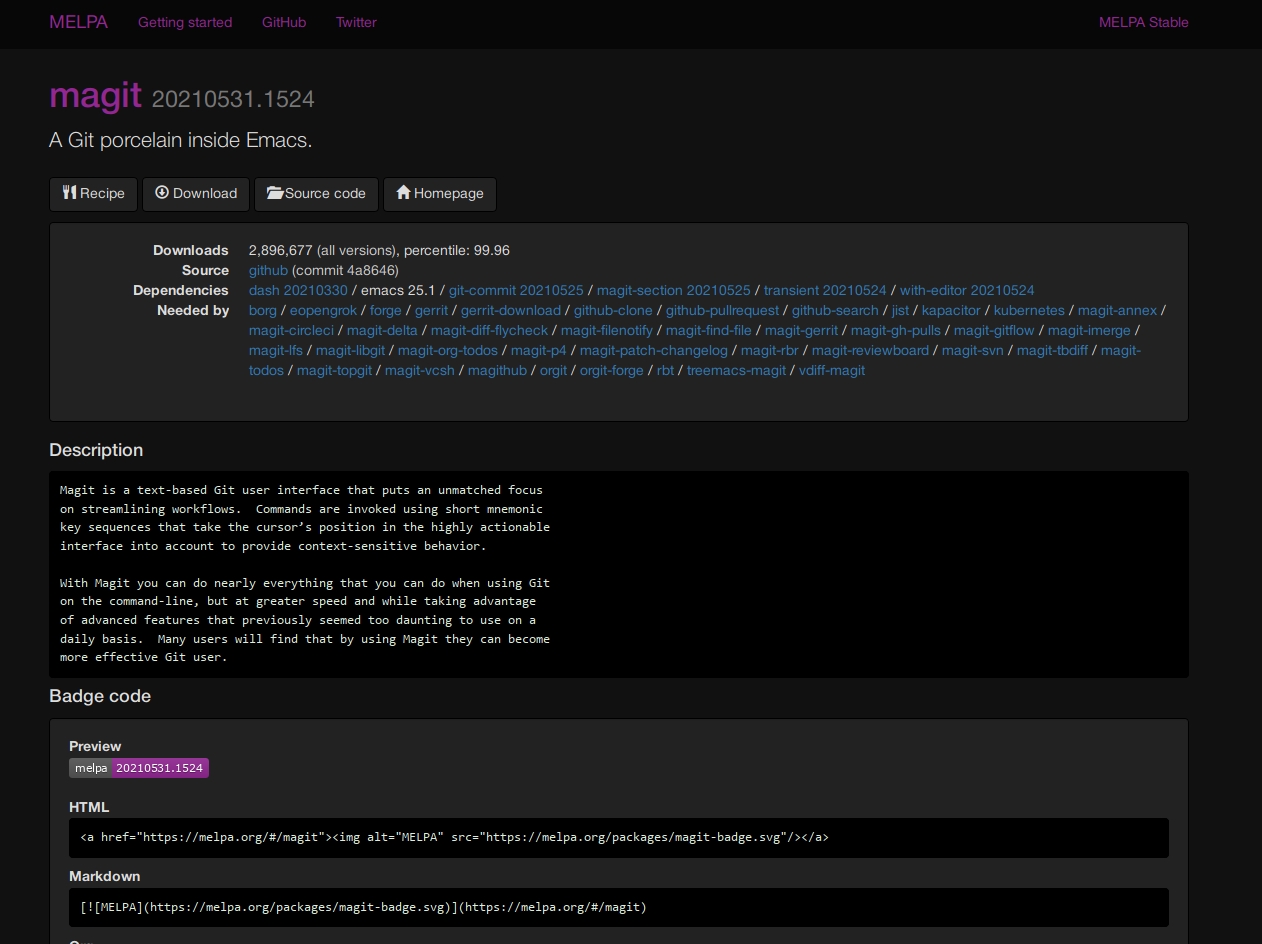 MELPA Getting started GitHub Twitter MELPA Stable
magit 20210531.1524
A Git porcelain inside Emacs.
Recipe Download Source code Homepage
Downloads 2,896,677 (all versions), percentile: 99.96
Source github (commit 4a8646)
Dependencies dash 20210330 / emacs 25.1 / git-commit 20210525 / magit-section 20210525 / transient 20210524 / with-editor 20210524
Needed by borg / eopengrok / forge / gerrit / gerrit-download / github-clone / github-pullrequest / github-search / jist / kapacitor / kubernetes / magit-annex /
magit-circleci / magit-delta / magit-diff-flycheck / magit-filenotify / magit-find-file / magit-gerrit / magit-gh-pulls / magit-gitflow / magit-imerge /
magit-lfs / magit-libgit / magit-org-todos / magit-p4 / magit-patch-changelog / magit-rbr / magit-reviewboard / magit-svn / magit-tbdiff / magit-
todos / magit-topgit / magit-vcsh / magithub / orgit / orgit-forge / rbt / treemacs-magit / vdiff-magit
Description
Magit is a text-based Git user interface that puts an unmatched focus
on streamlining workflows.  Commands are invoked using short mnemonic
key sequences that take the cursor’s position in the highly actionable
interface into account to provide context-sensitive behavior.
With Magit you can do nearly everything that you can do when using Git
on the command-line, but at greater speed and while taking advantage
of advanced features that previously seemed too daunting to use on a
daily basis.  Many users will find that by using Magit they can become
more effective Git user.
Badge code
Preview
melpa 20210531.1524
HTML
<a href="https://melpa.org/#/magit"><img alt="MELPA" src="https://melpa.org/packages/magit-badge.svg"/></a>
Markdown
[![MELPA](https://melpa.org/packages/magit-badge.svg)](https://melpa.org/#/magit)